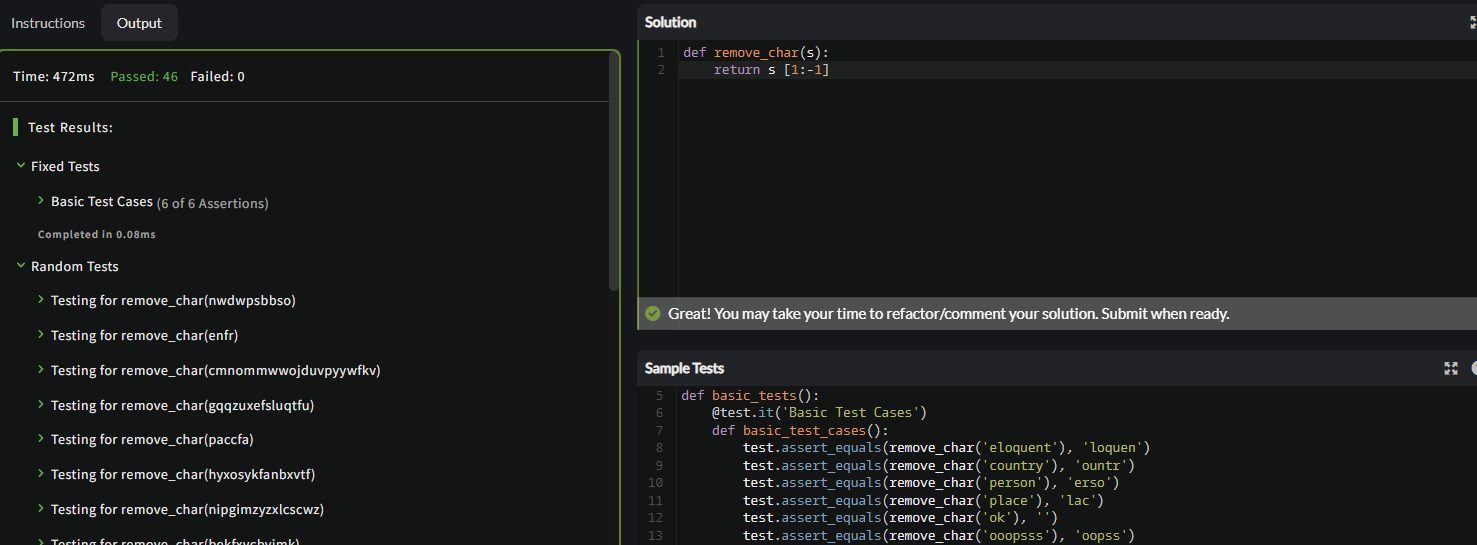 Instructions
Output
Time: 472ms Passed: 46 Failed: 0
Test Results:
Fixed Tests
Basic Test Cases (6 of 6 Assertions)
Completed in 0.08ms
Random Tests
Testing for remove_char(nwdwpsbbso)
Testing for remove_char(enfr)
Testing for remove_char(cmnommwwojduvpyywfkv)
Testing for remove_char(gqqzuxefsluqtfu)
Testing for remove_char(paccfa)
Testing for remove_char(hyxosykfanbxvtf)
Testing for remove_char(nipgimzyzxlcscwz)
Testing for
Solution
1 def remove_char(s):
2 return s [1:-1]
Great! You may take your time to refactor/comment your solution. Submit when ready.
Sample Tests
5 def basic_tests():
6 @test.it('Basic Test Cases')
7 def basic_test_cases():
8 test.assert_equals(remove_char('eloquent'), 'loquen')
9 test.assert_equals(remove_char('country'), 'ountr')
10 test.assert_equals(remove_char('person'), 'erso')
11 test.assert_equals(remove_char('place'), 'lac')
12 test.assert_equals(remove_char('ok'), '')
13 test.assert_equals(remove_char('ooopsss'), 'oopss')